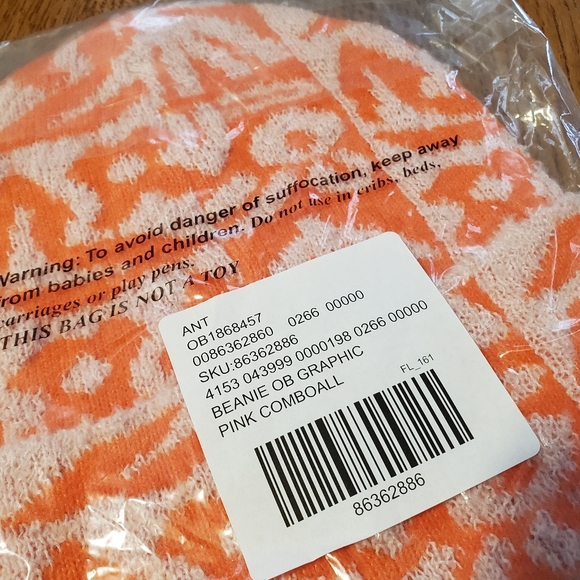 Warning: To avoid danger of suffocation, keep away
from babies and children. Do not use in cribs, beds,
carriages or play pens.
THIS BAG IS NOT A TOY
ANT
OB1868457
0086362860 0266 00000
SKU:86362886
4153 043999 0000198 0266 00000
BEANIE OB GRAPHIC
PINK COMBOALL
FL_161
86362886